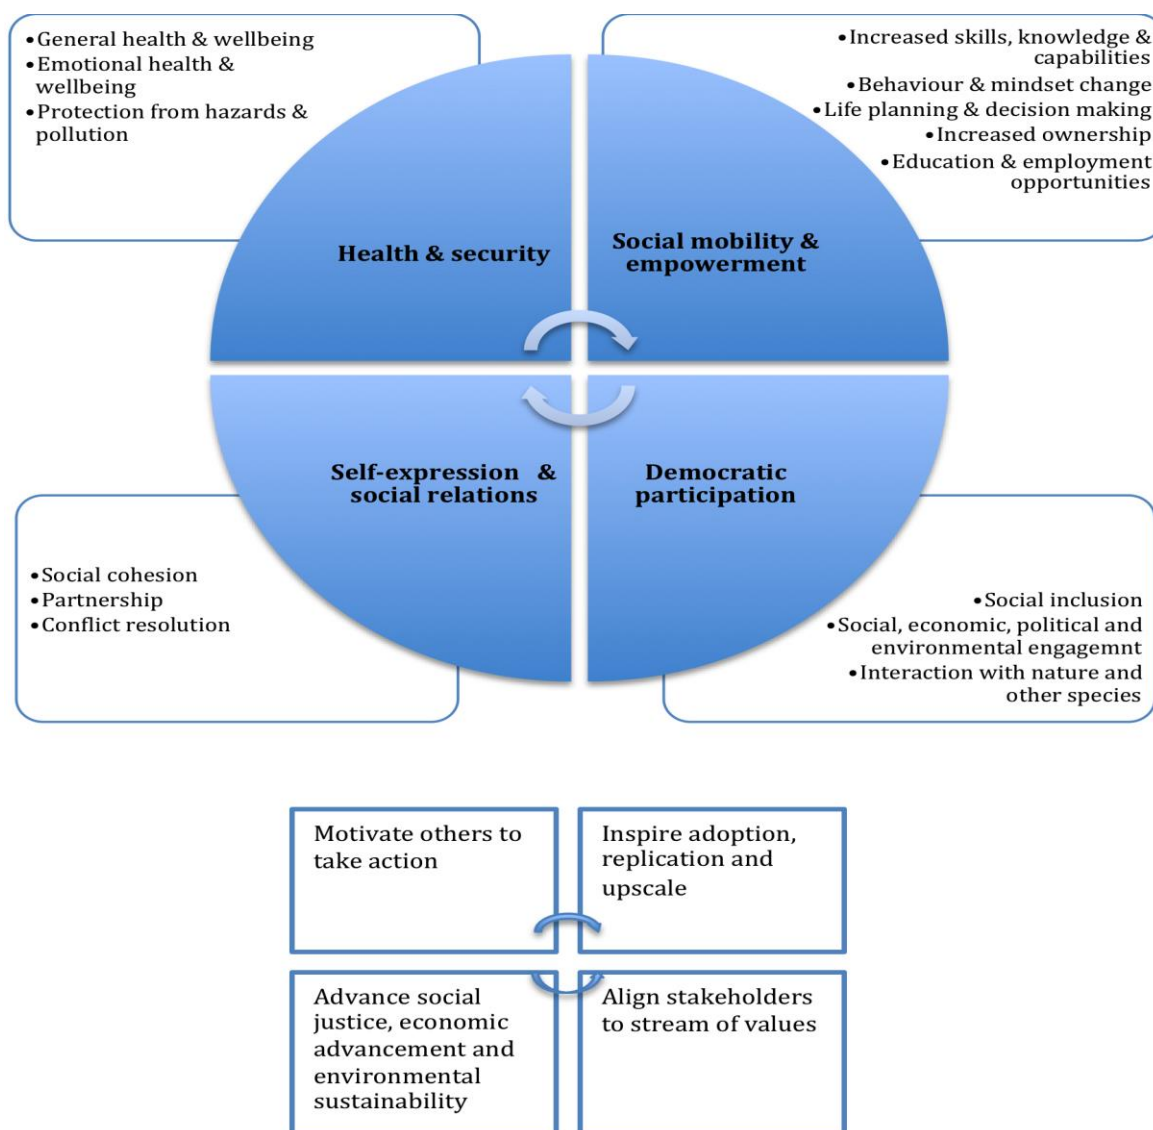 •General health & wellbeing
•Emotional health &
wellbeing
•Protection from hazards &
pollution
•Increased skills, knowledge &
capabilities
•Behaviour & mindset change
•Life planning & decision making
•Increased ownership
•Education & employment
opportunities
Health & security
Social mobility &
empowerment
Self-expression &
social relations
Democratic
participation
•Social cohesion
•Partnership
•Conflict resolution
•Social inclusion
•Social, economic, political and
environmental engagemnt
•Interaction with nature and
other species
Motivate others to
take action
Inspire adoption,
replication and
upscale
Advance social
justice, economic
advancement and
environmental
sustainability
Align stakeholders
to stream of values